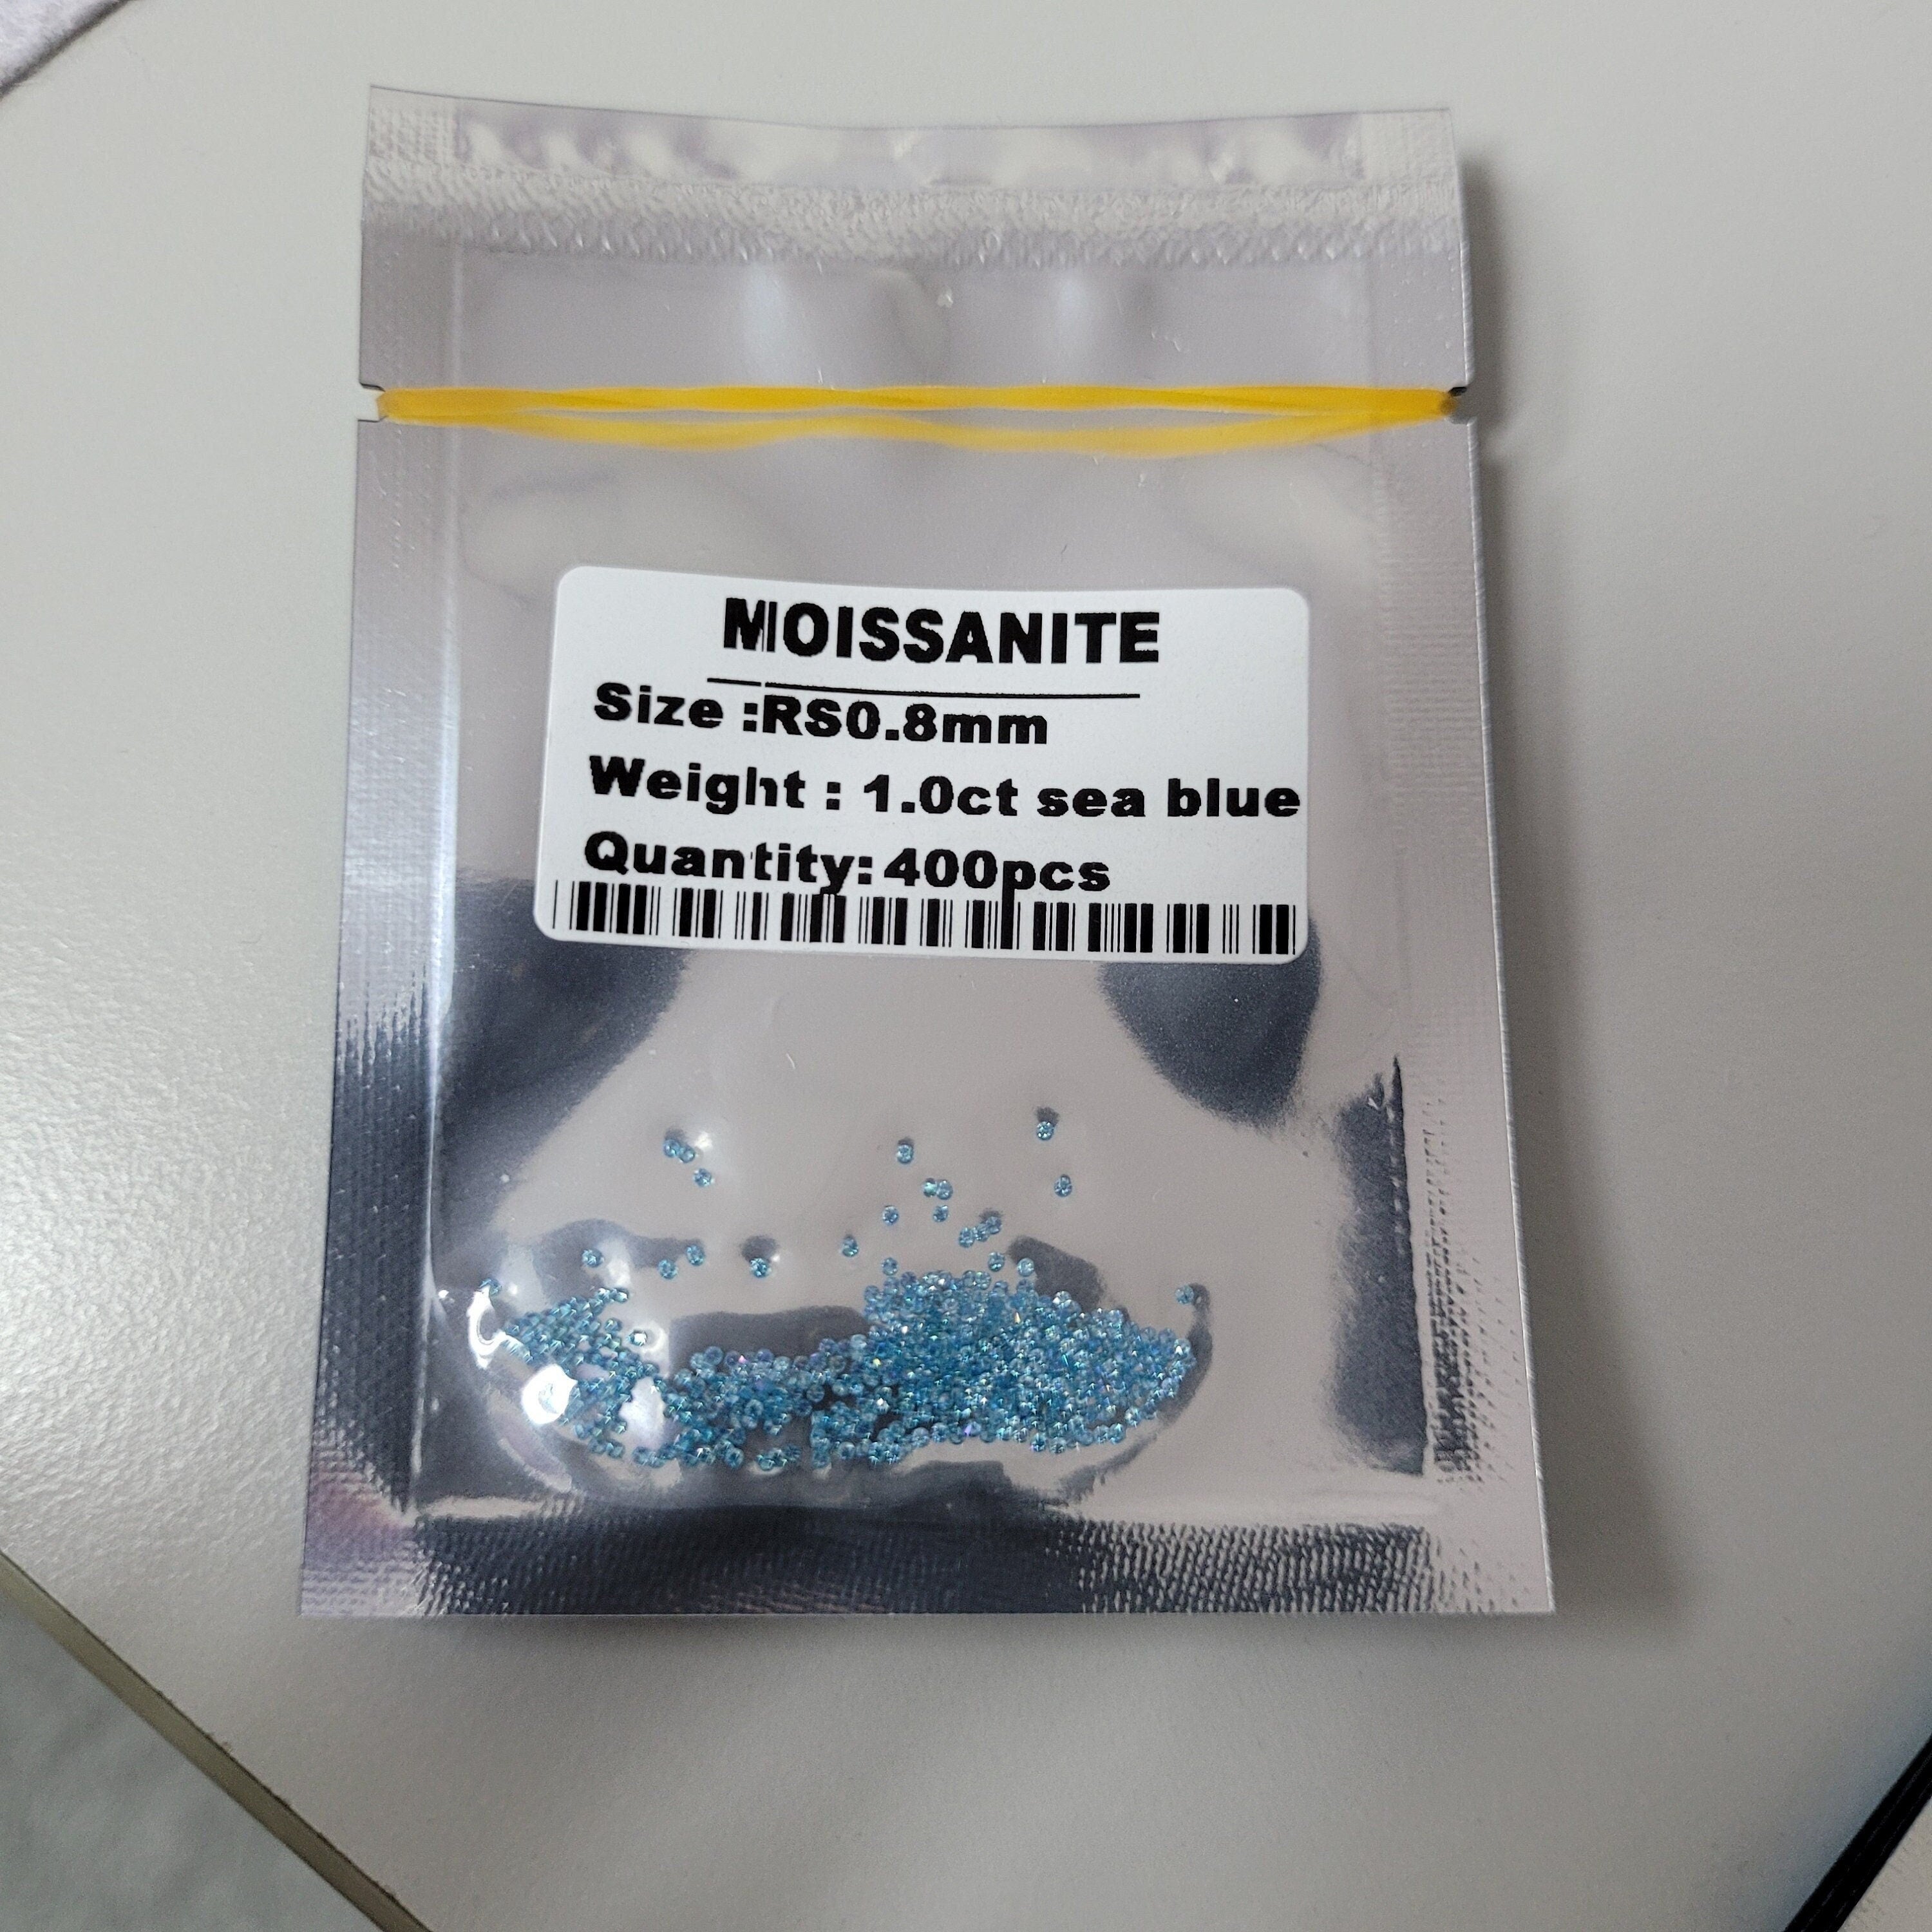 MOISSANITE
Size :RS0.8mm
Weight : 1.0ct sea blue
Quantity:400pcs